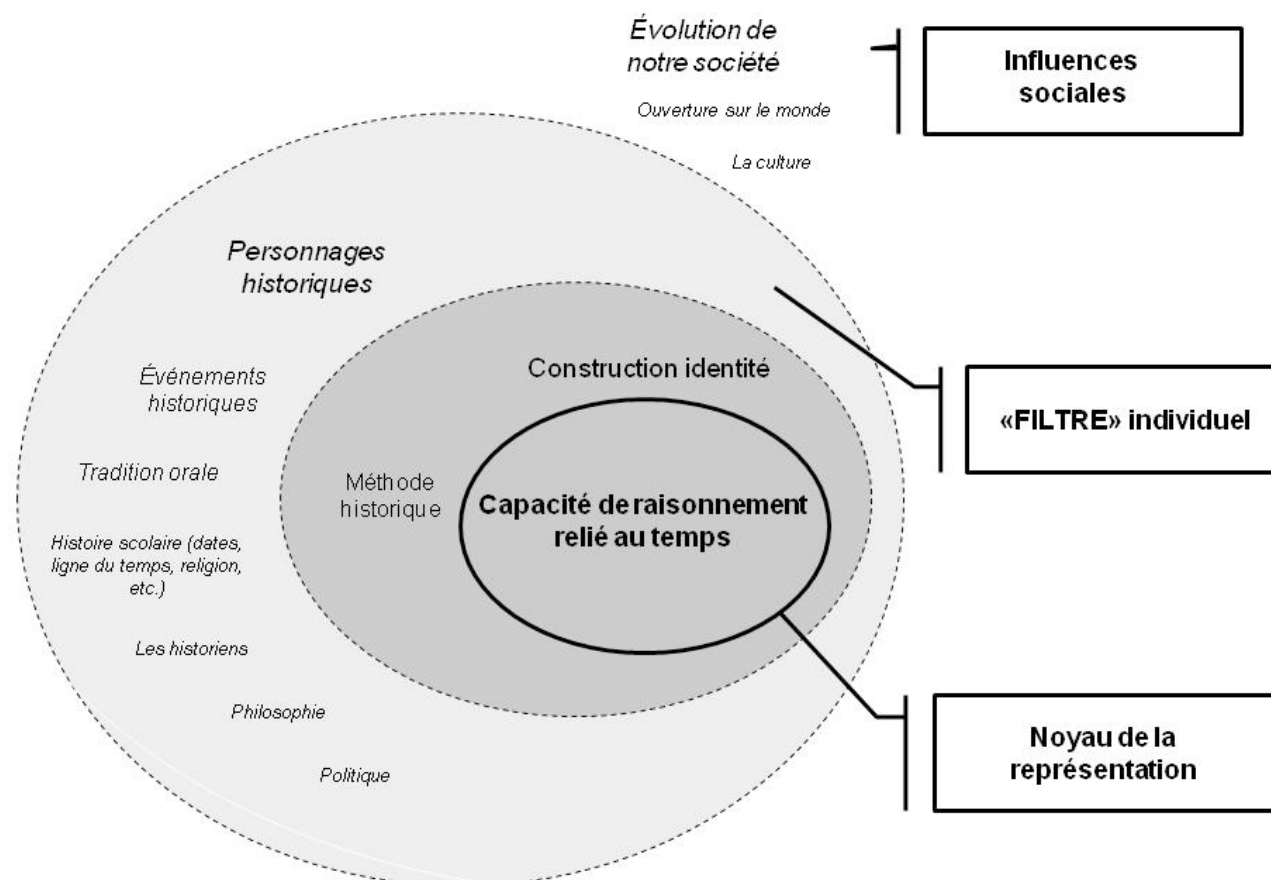 Évolution de
notre société
Ouverture sur le monde
La culture
Influences
sociales
Personnages
historiques
Événements
historiques
Tradition orale
Histoire scolaire (dates,
ligne du temps, religion,
etc.)
Les historiens
Philosophie
Politique
Construction identité
Méthode
historique
Capacité de raisonnement
relié au temps
«FILTRE» individuel
Noyau de la
représentation